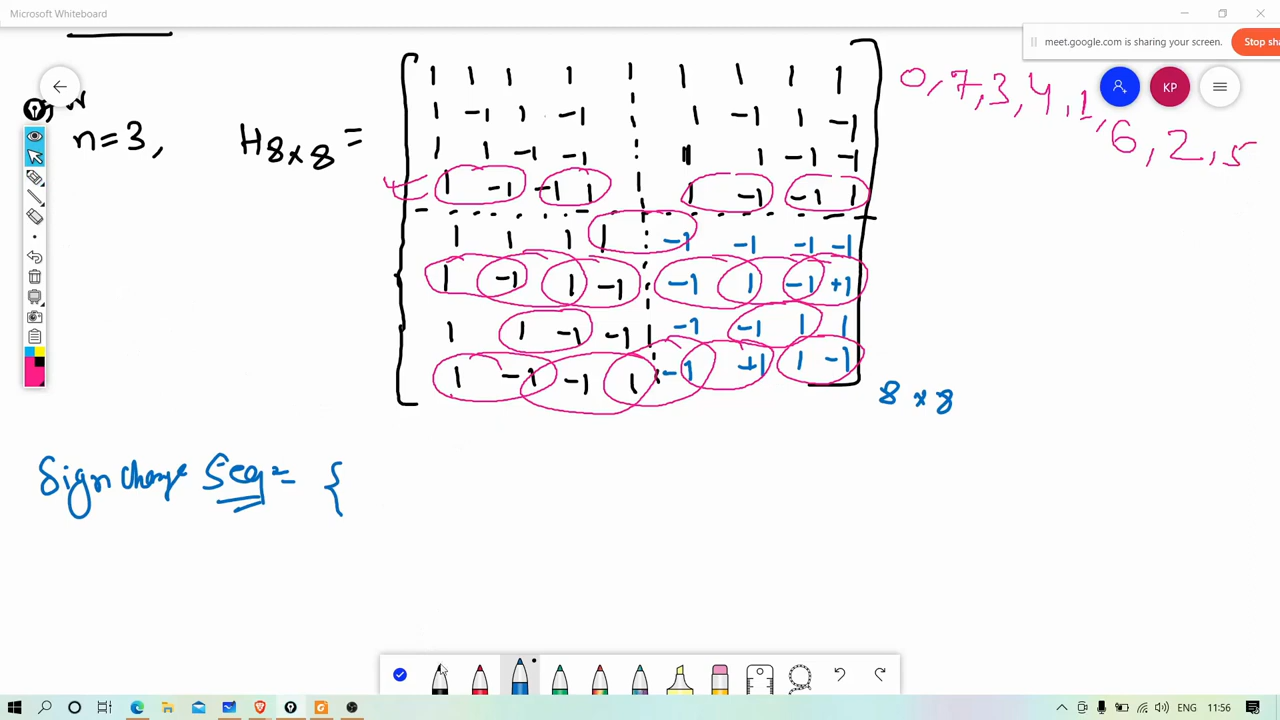 Microsoft Whiteboard
meet.google.com is sharing your screen.
Stop sha
KP
n=3,
H8×8 =
1 1 1 1 1 1 1 1 1
1 -1 1 -1 1 -1 1 -1
1 1 -1 -1 1 1 -1 -1
4 1 -1 -1 1 1 -1 -1 1
1 1 1 1 -1 -1 -1 -1
1 -1 1 -1 -1 1 -1 +1
1 1 -1 -1 -1 -1 1 1
1 -1 -1 1 -1 +1 1 -1
8 × 8
0, 7, 3, 4, 1,
6, 2, 5
Sign change Seq = {
ENG
11:56